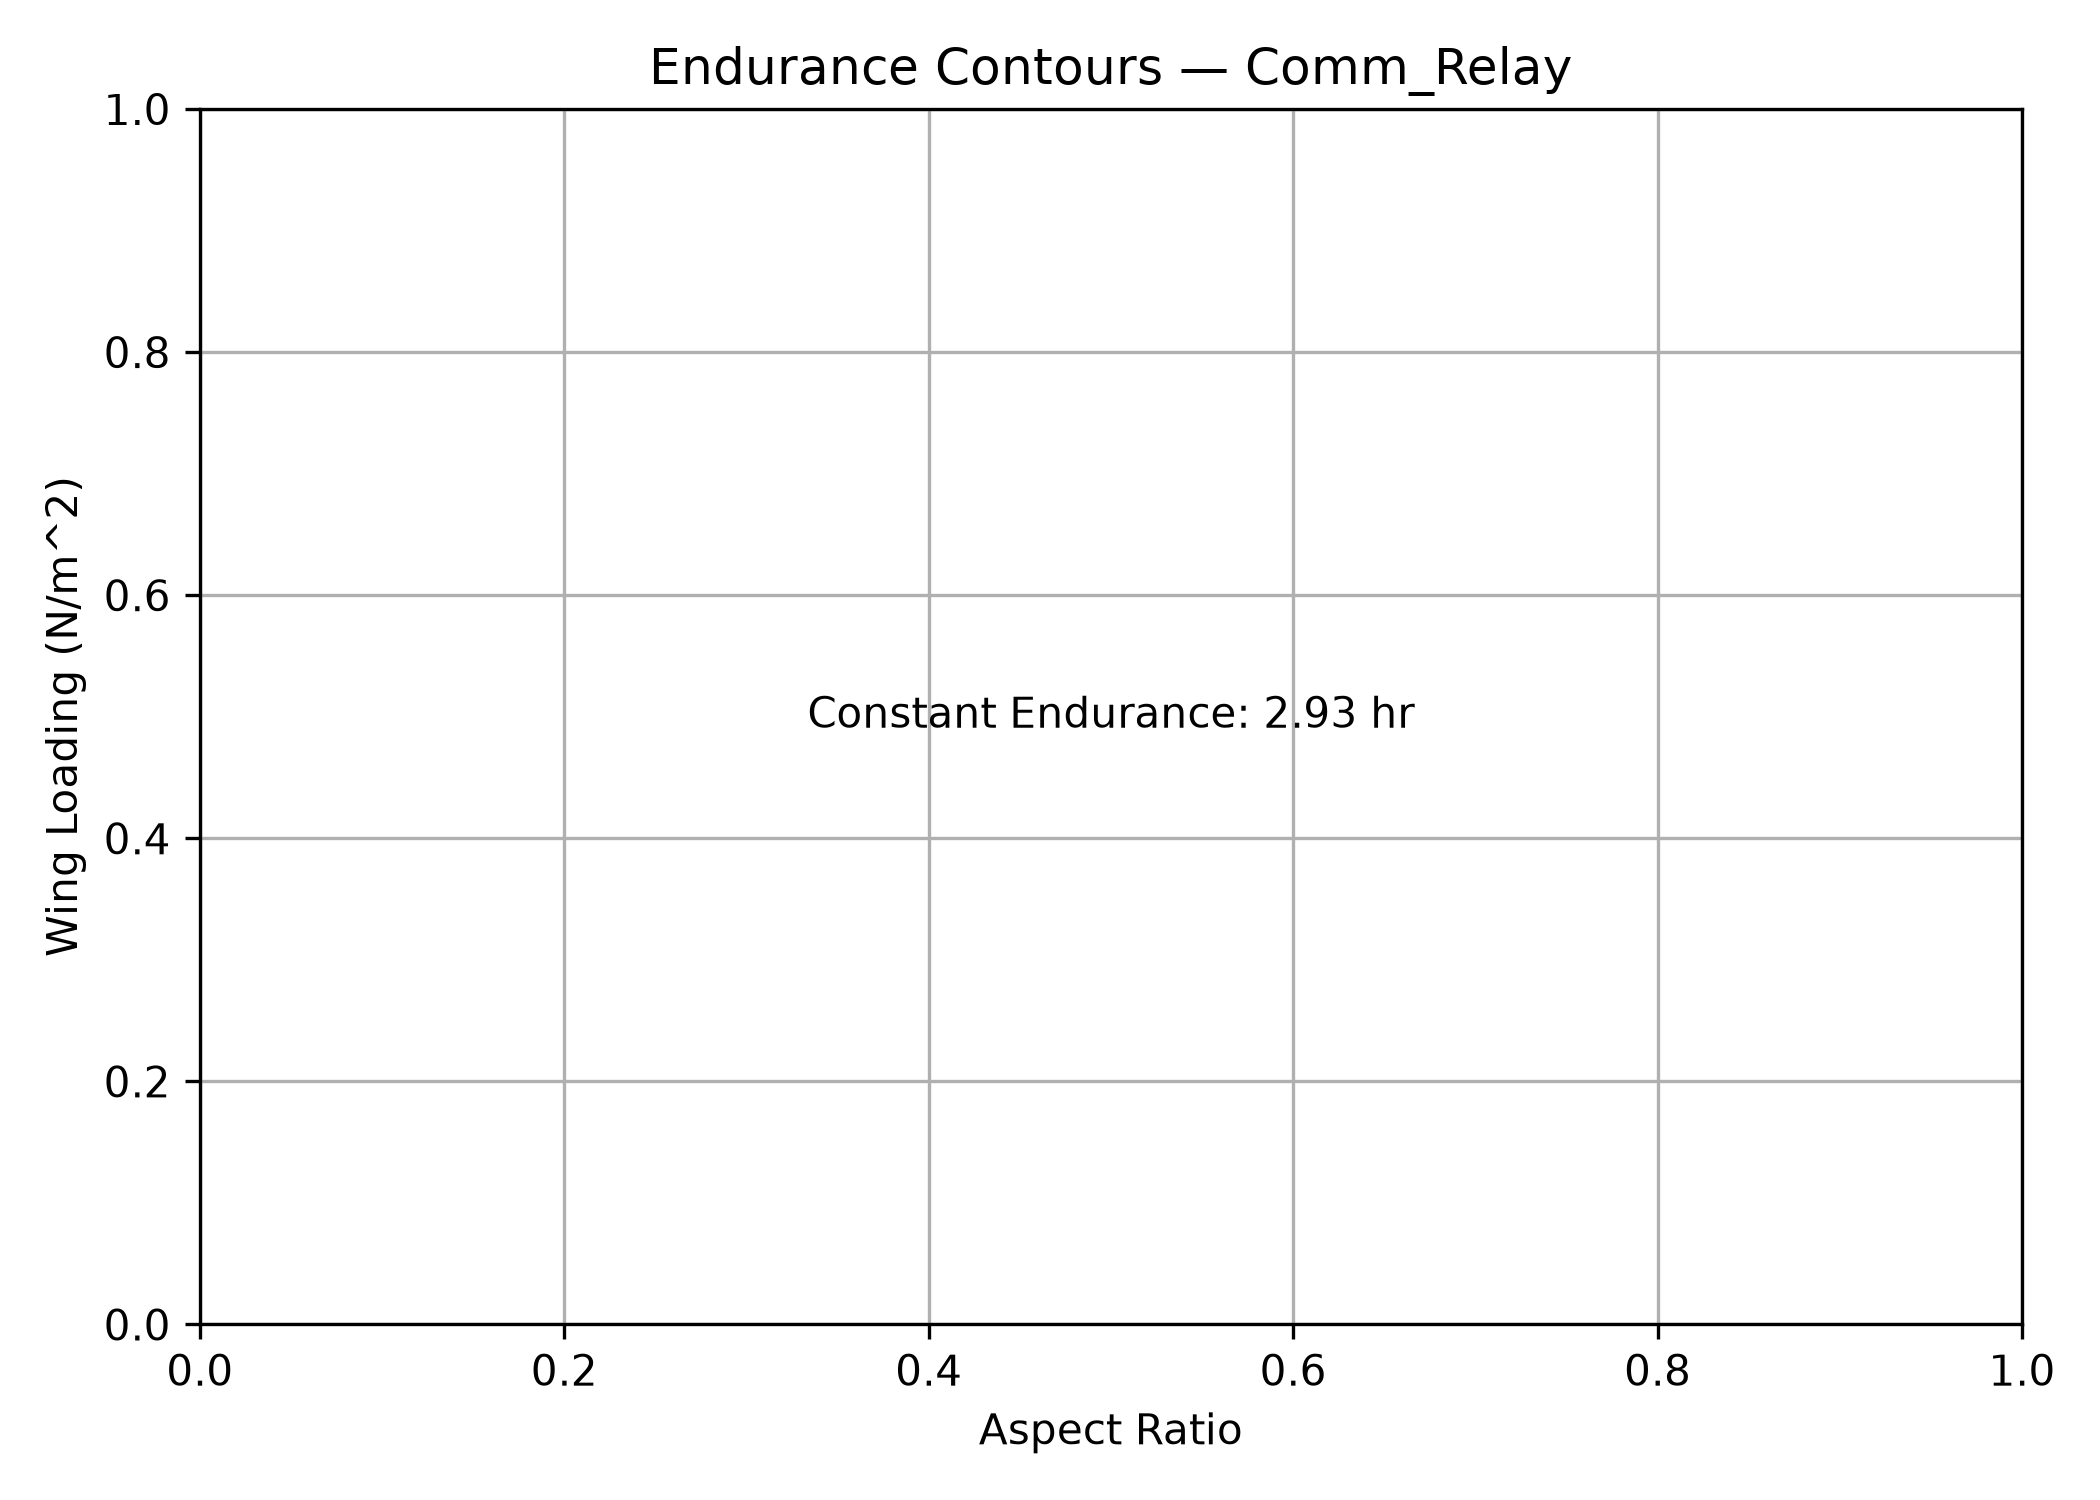 Endurance Contours — Comm_Relay
1.0
0.8
0.6
0.4
0.2
0.0
Wing Loading (N/m^2)
Constant Endurance: 2.93 hr
0.0 0.2 0.4 0.6 0.8 1.0
Aspect Ratio